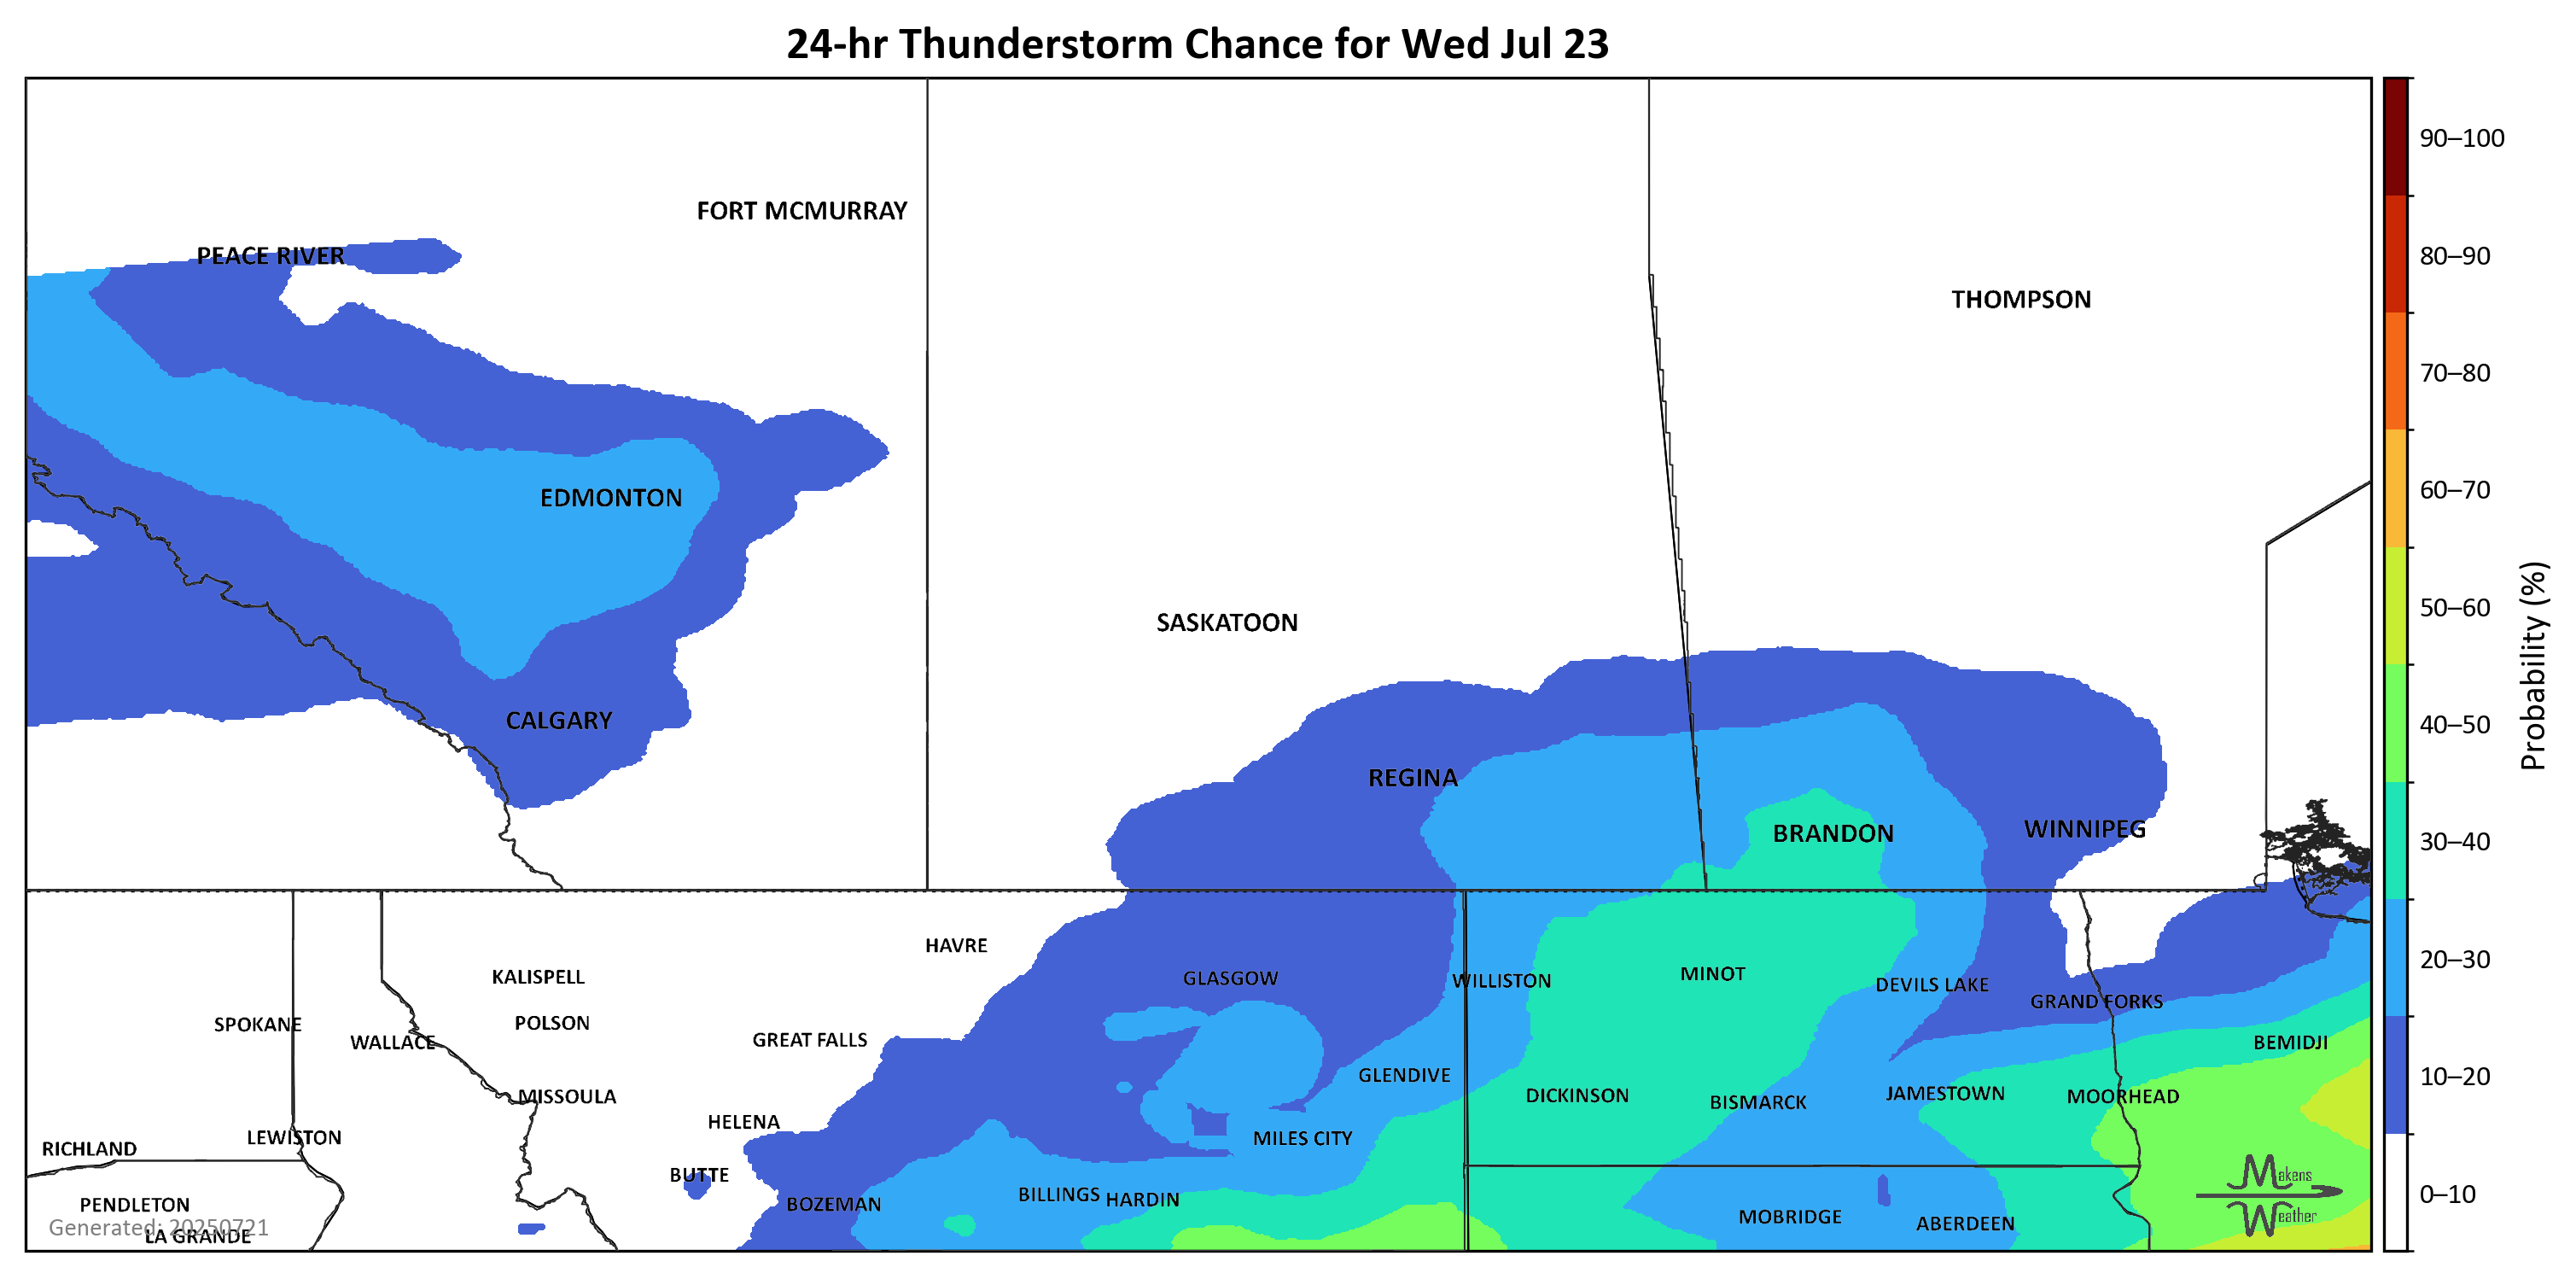 24-hr Thunderstorm Chance for Wed Jul 23
90–100
FORT MCMURRAY
PEACE RIVER
80–90
THOMPSON
70–80
EDMONTON
60–70
50–60
SASKATOON
Probability (%)
CALGARY
40–50
REGINA
WINNIPEG
BRANDON
30–40
HAVRE
20–30
KALISPELL
GLASGOW
WILLISTON
MINOT
DEVILS LAKE
GRAND FORKS
SPOKANE
POLSON
WALLACE
GREAT FALLS
BEMIDJI
GLENDIVE
10–20
MISSOULA
DICKINSON
BISMARCK
JAMESTOWN
MOORHEAD
HELENA
LEWISTON
MILES CITY
RICHLAND
BUTTE
Makens
Weather
BILLINGS
HARDIN
0–10
PENDLETON
BOZEMAN
MOBRIDGE
ABERDEEN
Generated: 20250721
LA GRANDE